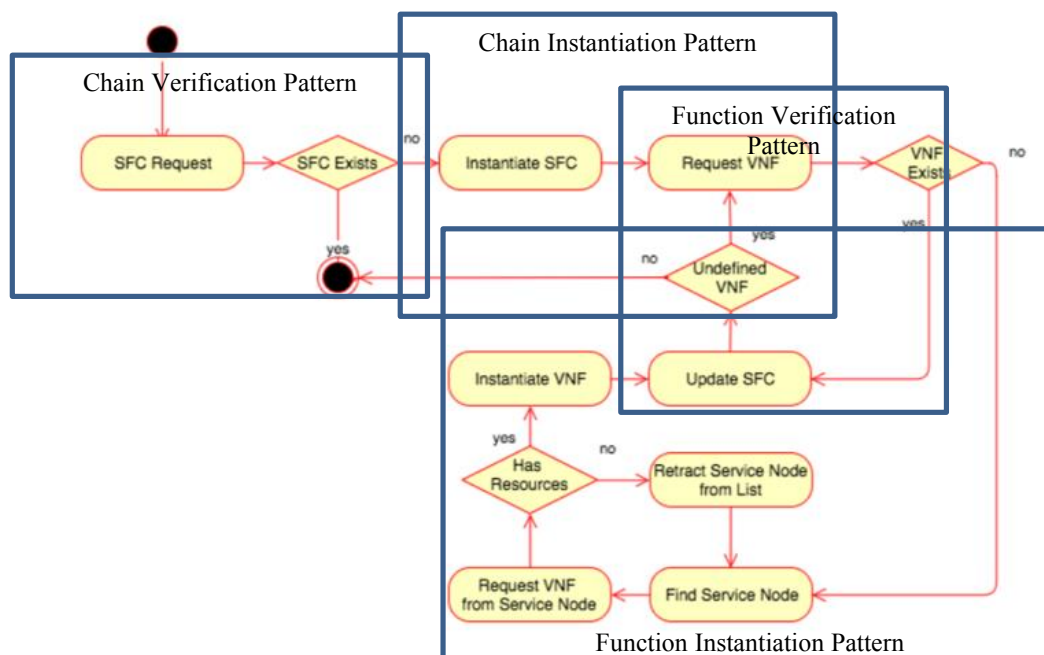 Chain Instantiation Pattern
Chain Verification Pattern
Function Verification
Pattern
SFC Request
SFC Exists
no
Instantiate SFC
Request VNF
VNF
Exists
no
yes
yes
yes
no
Undefined
VNF
Instantiate VNF
Update SFC
yes
no
Has
Resources
Retract Service Node
from List
Request VNF
from Service Node
Find Service Node
Function Instantiation Pattern